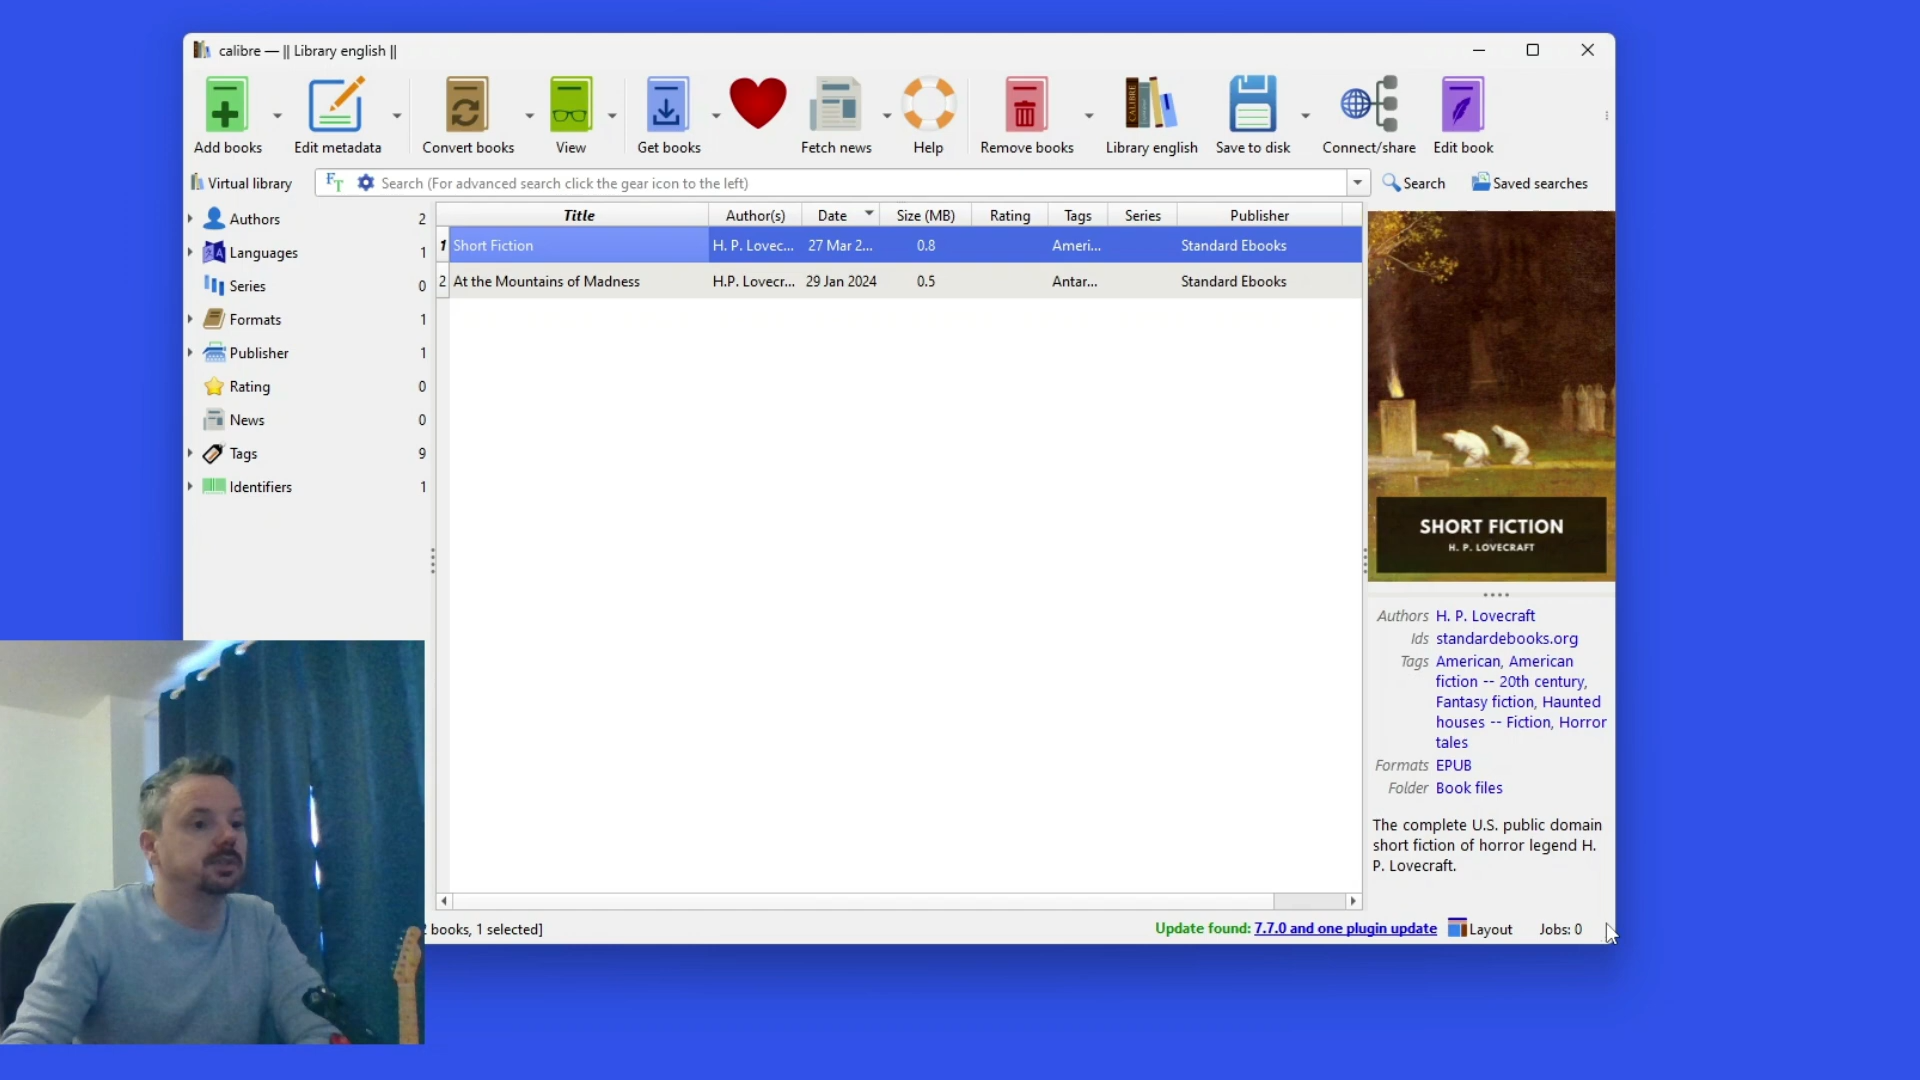 calibre — || Library english ||
Add books
Edit metadata
Convert books
View
Get books
Fetch news
Help
Remove books
CALIBRE
Library english
Save to disk
Connect/share
Edit book
Virtual library
FT
Search (For advanced search click the gear icon to the left)
Search
Saved searches
Authors 2
Languages 1
Series 0
Formats 1
Publisher 1
Rating 0
News 0
Tags 9
Identifiers 1
Title Author(s) Date Size (MB) Rating Tags Series Publisher
1 Short Fiction H. P. Lovec... 27 Mar 2... 0.8 Ameri... Standard Ebooks
2 At the Mountains of Madness H.P. Lovecr... 29 Jan 2024 0.5 Antar... Standard Ebooks
SHORT FICTION
H. P. LOVECRAFT
Authors H. P. Lovecraft
Ids standardebooks.org
Tags American, American
fiction -- 20th century,
Fantasy fiction, Haunted
houses -- Fiction, Horror
tales
Formats EPUB
Folder Book files
The complete U.S. public domain
short fiction of horror legend H.
P. Lovecraft.
books, 1 selected]
Update found: 7.7.0 and one plugin update
Layout
Jobs: 0